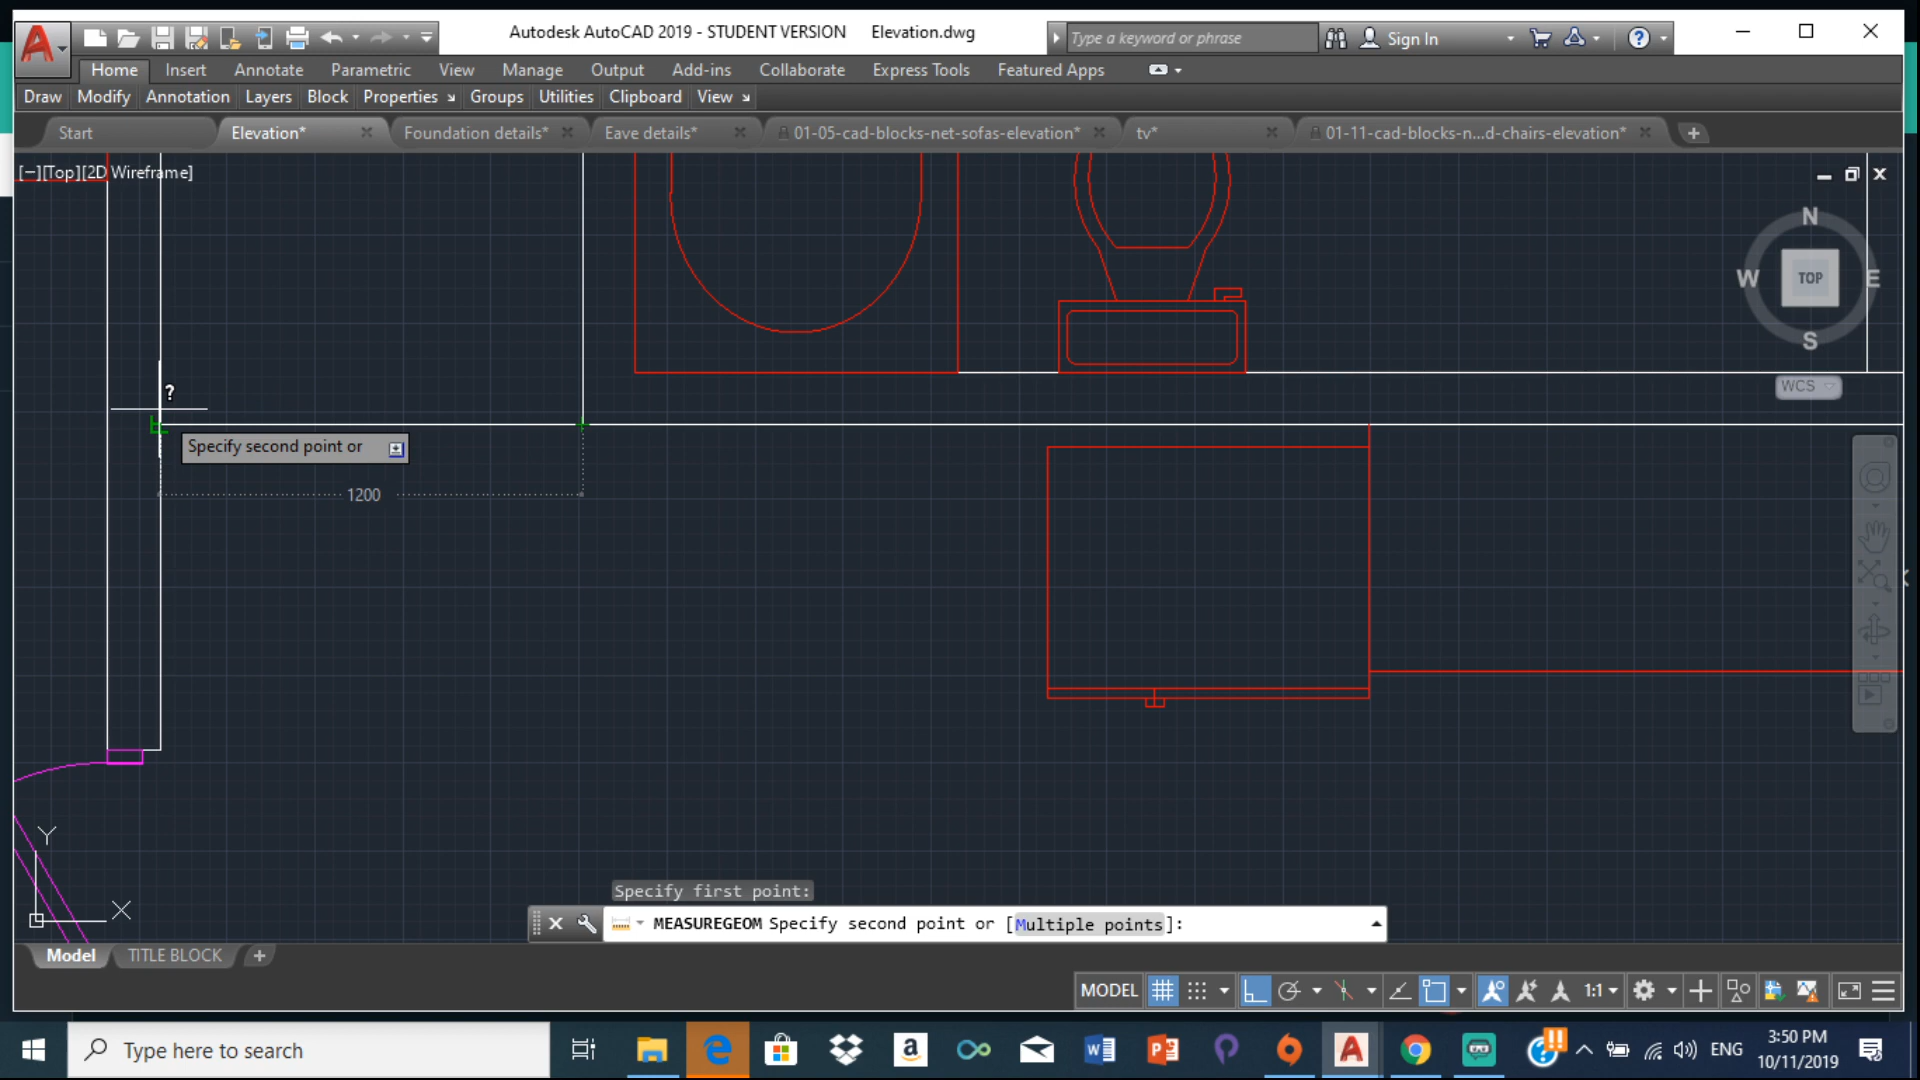 Autodesk AutoCAD 2019 - STUDENT VERSION Elevation.dwg
Type a keyword or phrase
Sign In
Home Insert Annotate Parametric View Manage Output Add-ins Collaborate Express Tools Featured Apps
Draw Modify Annotation Layers Block Properties Groups Utilities Clipboard View
Start Elevation* Foundation details* Eave details* 01-05-cad-blocks-net-sofas-elevation* tv* 01-11-cad-blocks-n...d-chairs-elevation*
[−][Top][2D Wireframe]
N
W TOP E
S
WCS
?
Specify second point or
1200
Y
X
Specify first point:
MEASUREGEOM Specify second point or [Multiple points]:
Model TITLE BLOCK
MODEL 1:1
Type here to search
ENG
3:50 PM
10/11/2019